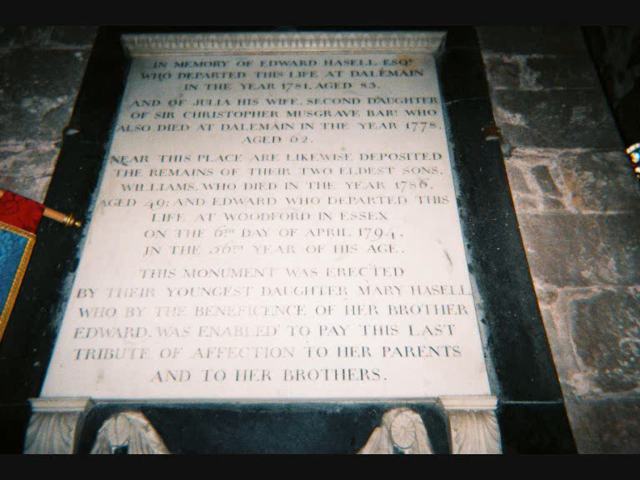 IN MEMORY OF EDWARD HASELL ESQR.
WHO DEPARTED THIS LIFE AT DALEMAIN
IN THE YEAR 1781, AGED 83.
AND OF JULIA HIS WIFE, SECOND DAUGHTER
OF SIR CHRISTOPHER MUSGRAVE BART. WHO
ALSO DIED AT DALEMAIN IN THE YEAR 1778.
AGED 62.
NEAR THIS PLACE ARE LIKEWISE DEPOSITED
THE REMAINS OF THEIR TWO ELDEST SONS,
WILLIAMS, WHO DIED IN THE YEAR 1786,
AGED 49; AND EDWARD WHO DEPARTED THIS
LIFE AT WOODFORD IN ESSEX
ON THE 6TH DAY OF APRIL 1794,
IN THE 56TH YEAR OF HIS AGE.
THIS MONUMENT WAS ERECTED
BY THEIR YOUNGEST DAUGHTER MARY HASELL
WHO BY THE BENEFICENCE OF HER BROTHER
EDWARD, WAS ENABLED TO PAY THIS LAST
TRIBUTE OF AFFECTION TO HER PARENTS
AND TO HER BROTHERS.